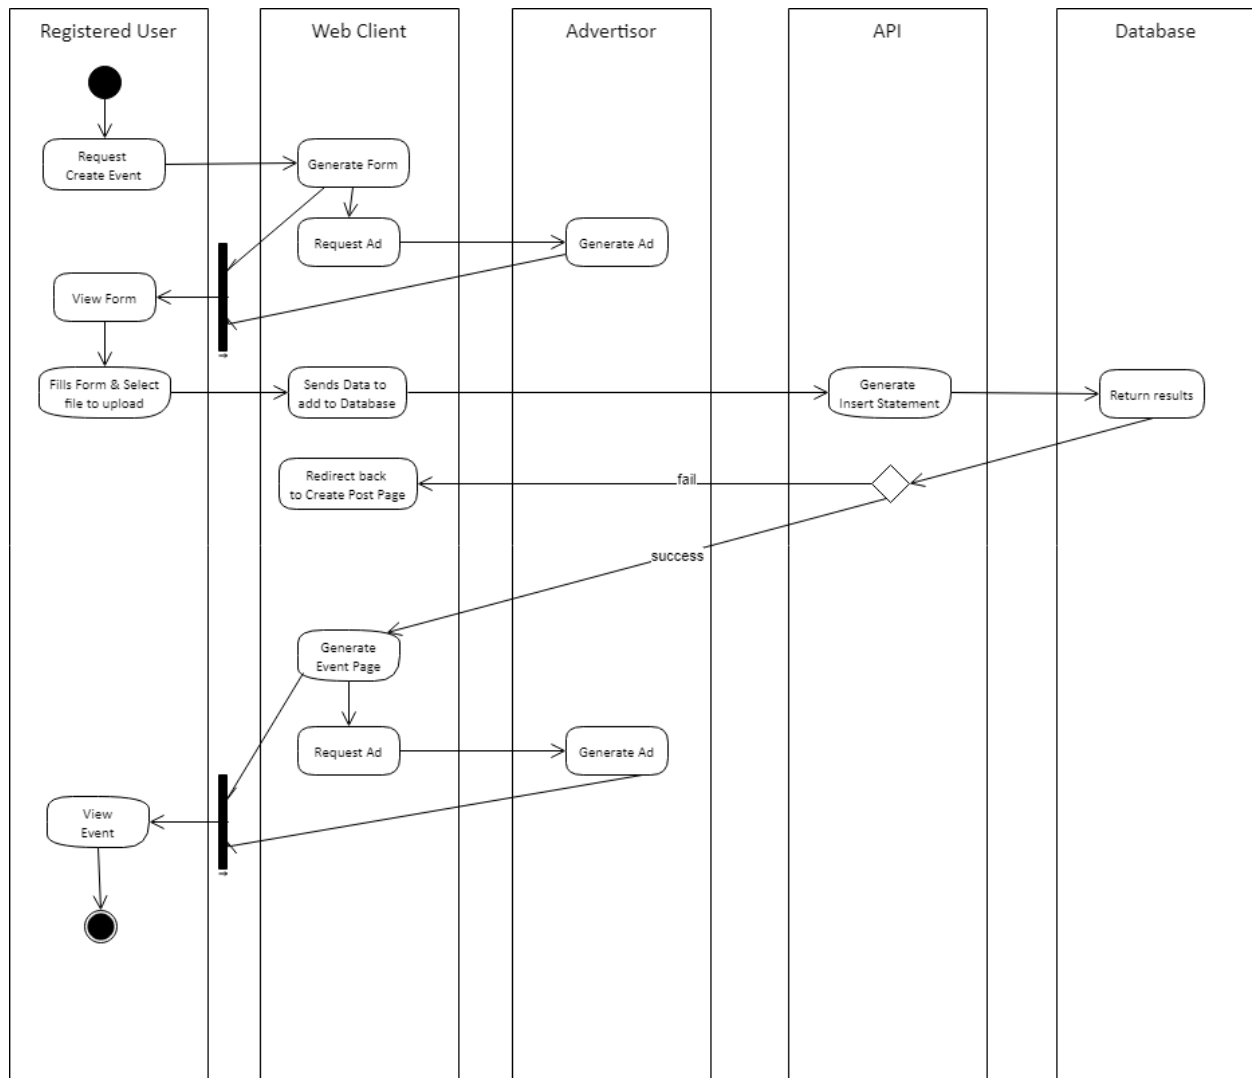 Registered User
Web Client
Advertisor
API
Database
Request
Create Event
Generate Form
Request Ad
Generate Ad
View Form
Fills Form & Select
file to upload
Sends Data to
add to Database
Generate
Insert Statement
Return results
Redirect back
to Create Post Page
fail
success
Generate
Event Page
Request Ad
Generate Ad
View
Event